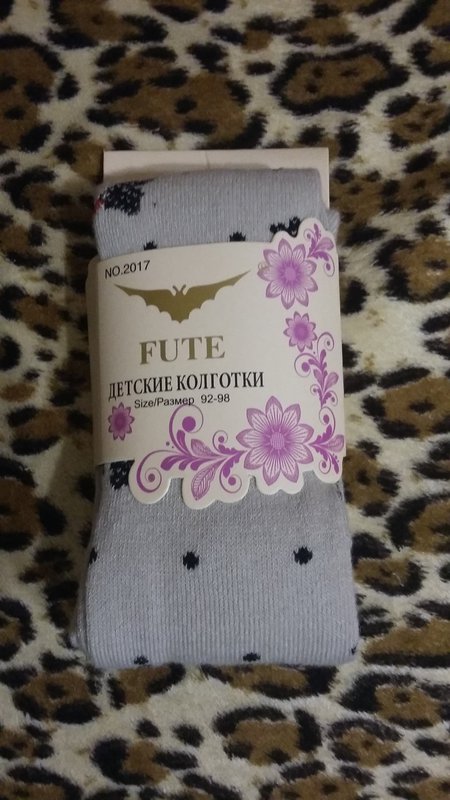 NO.2017
FUTE
ДЕТСКИЕ КОЛГОТКИ
Size/Размер 92-98